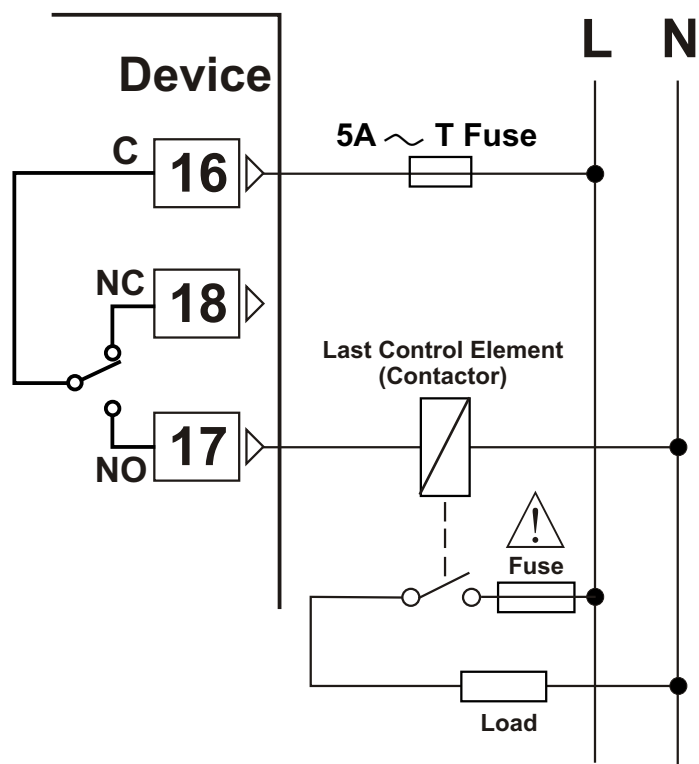 L N
Device
5A ~ T Fuse
C
16
NC
18
Last Control Element
(Contactor)
17
NO
!
Fuse
Load